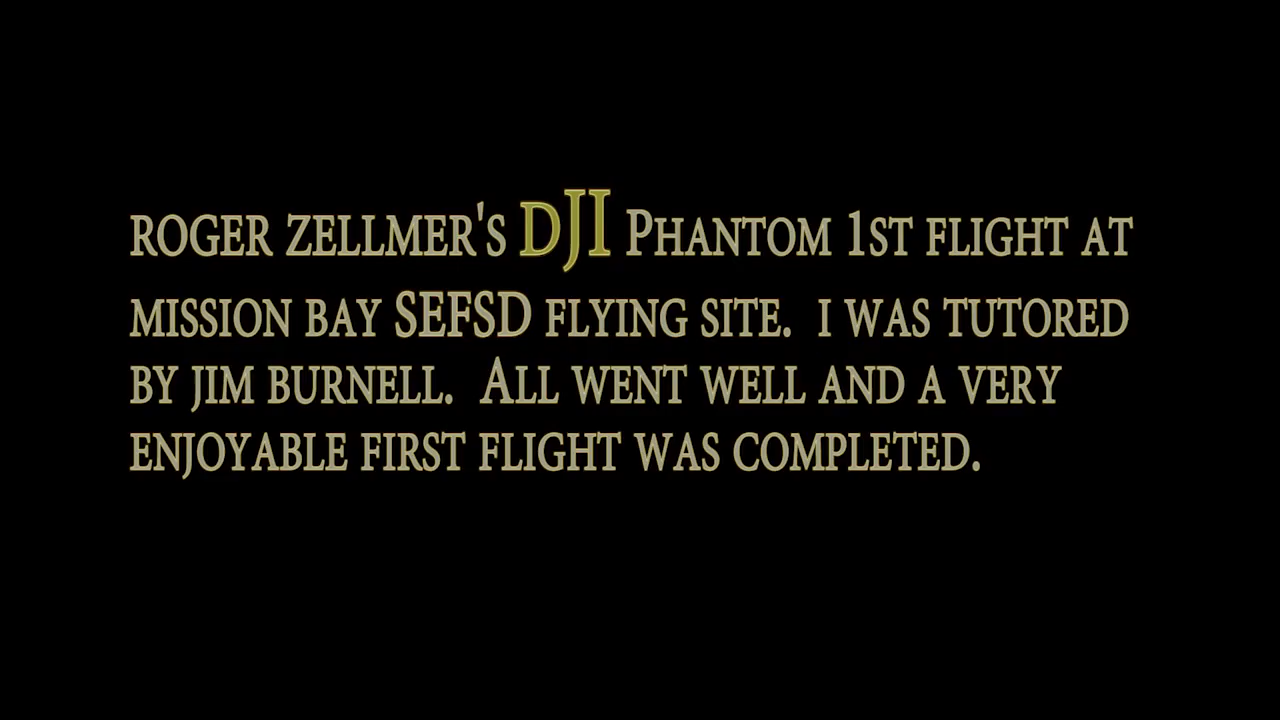 ROGER ZELLMER'S DJI PHANTOM 1ST FLIGHT AT
MISSION BAY SEFSD FLYING SITE. I WAS TUTORED
BY JIM BURNELL. ALL WENT WELL AND A VERY
ENJOYABLE FIRST FLIGHT WAS COMPLETED.